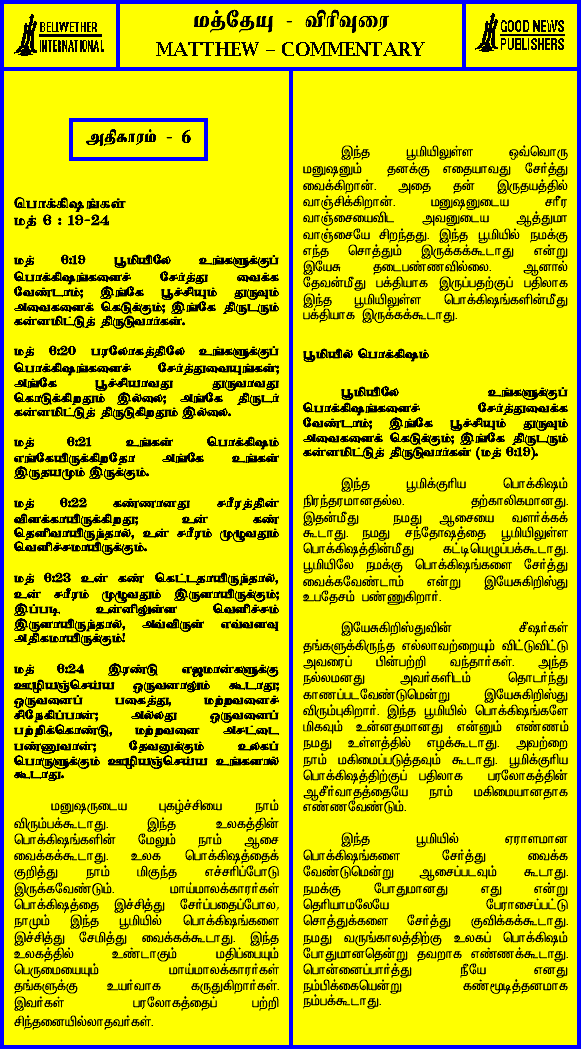 BELLWETHER
INTERNATIONAL
மத்தேயு - விரிவுரை
MATTHEW – COMMENTARY
GOOD NEWS
PUBLISHERS
அதிகாரம் - 6
பொக்கிஷங்கள்
மத் 6 : 19-24
மத் 6:19 பூமியிலே உங்களுக்குப்
பொக்கிஷங்களைச் சேர்த்து வைக்க
வேண்டாம்; இங்கே பூச்சியும் துருவும்
அவைகளைக் கெடுக்கும்; இங்கே திருடரும்
கன்னமிட்டுத் திருடுவார்கள்.
மத் 6:20 பரலோகத்திலே உங்களுக்குப்
பொக்கிஷங்களைச் சேர்த்துவையுங்கள்;
அங்கே பூச்சியாவது துருவாவது
கெடுக்கிறதும் இல்லை; அங்கே திருடர்
கன்னமிட்டுத் திருடுகிறதும் இல்லை.
மத் 6:21 உங்கள் பொக்கிஷம்
எங்கேயிருக்கிறதோ அங்கே உங்கள்
இருதயமும் இருக்கும்.
மத் 6:22 கண்ணானது சரீரத்தின்
விளக்காயிருக்கிறது; உன் கண்
தெளிவாயிருந்தால், உன் சரீரம் முழுவதும்
வெளிச்சமாயிருக்கும்.
மத் 6:23 உன் கண் கெட்டதாயிருந்தால்,
உன் சரீரம் முழுவதும் இருளாயிருக்கும்;
இப்படி உன்னிலுள்ள வெளிச்சம்
இருளாயிருந்தால், அவ்விருள் எவ்வளவு
அதிகமாயிருக்கும்!
மத் 6:24 இரண்டு எஜமான்களுக்கு
ஊழியஞ்செய்ய ஒருவனாலும் கூடாது;
ஒருவனைப் பகைத்து, மற்றவனைச்
சிநேகிப்பான்; அல்லது ஒருவனைப்
பற்றிக்கொண்டு, மற்றவனை அசட்டை
பண்ணுவான்; தேவனுக்கும் உலகப்
பொருளுக்கும் ஊழியஞ்செய்ய உங்களால்
கூடாது.
மனுஷருடைய புகழ்ச்சியை நாம்
விரும்பக்கூடாது. இந்த உலகத்தின்
பொக்கிஷங்களின் மேலும் நாம் ஆசை
வைக்கக்கூடாது. உலக பொக்கிஷத்தைக்
குறித்து நாம் மிகுந்த எச்சரிப்போடு
இருக்கவேண்டும். மாய்மாலக்காரர்கள்
பொக்கிஷத்தை இச்சித்து சேர்ப்பதைப்போல,
நாமும் இந்த பூமியில் பொக்கிஷங்களை
இச்சித்து சேமித்து வைக்கக்கூடாது. இந்த
உலகத்தில் உண்டாகும் மதிப்பையும்
பெருமையையும் மாய்மாலக்காரர்கள்
தங்களுக்கு உயர்வாக கருதுகிறார்கள்.
இவர்கள் பரலோகத்தைப் பற்றி
சிந்தனையில்லாதவர்கள்.
இந்த பூமியிலுள்ள ஒவ்வொரு
மனுஷனும் தனக்கு எதையாவது சேர்த்து
வைக்கிறான். அதை தன் இருதயத்தில்
வாஞ்சிக்கிறான். மனுஷனுடைய சரீர
வாஞ்சையைவிட அவனுடைய ஆத்தும
வாஞ்சையே சிறந்தது. இந்த பூமியில் நமக்கு
எந்த சொத்தும் இருக்கக்கூடாது என்று
இயேசு தடைபண்ணவில்லை. ஆனால்
தேவன்மீது பக்தியாக இருப்பதற்குப் பதிலாக
இந்த பூமியிலுள்ள பொக்கிஷங்களின்மீது
பக்தியாக இருக்கக்கூடாது.
பூமியில் பொக்கிஷம்
பூமியிலே உங்களுக்குப்
பொக்கிஷங்களைச் சேர்த்துவைக்க
வேண்டாம்; இங்கே பூச்சியும் துருவும்
அவைகளைக் கெடுக்கும்; இங்கே திருடரும்
கன்னமிட்டுத் திருடுவார்கள் (மத் 6:19).
இந்த பூமிக்குரிய பொக்கிஷம்
நிரந்தரமானதல்ல. தற்காலிகமானது.
இதன்மீது நமது ஆசையை வளர்க்கக்
கூடாது. நமது சந்தோஷத்தை பூமியிலுள்ள
பொக்கிஷத்தின்மீது கட்டியெழுப்பக்கூடாது.
பூமியிலே நமக்கு பொக்கிஷங்களை சேர்த்து
வைக்கவேண்டாம் என்று இயேசுகிறிஸ்து
உபதேசம் பண்ணுகிறார்.
இயேசுகிறிஸ்துவின் சீஷர்கள்
தங்களுக்கிருந்த எல்லாவற்றையும் விட்டுவிட்டு
அவரைப் பின்பற்றி வந்தார்கள். அந்த
நல்லமனது அவர்களிடம் தொடர்ந்து
காணப்படவேண்டுமென்று இயேசுகிறிஸ்து
விரும்புகிறார். இந்த பூமியில் பொக்கிஷங்களே
மிகவும் உன்னதமானது என்னும் எண்ணம்
நமது உள்ளத்தில் எழக்கூடாது. அவற்றை
நாம் மகிமைப்படுத்தவும் கூடாது. பூமிக்குரிய
பொக்கிஷத்திற்குப் பதிலாக பரலோகத்தின்
ஆசீர்வாதத்தையே நாம் மகிமையானதாக
எண்ணவேண்டும்.
இந்த பூமியில் ஏராளமான
பொக்கிஷங்களை சேர்த்து வைக்க
வேண்டுமென்று ஆசைப்படவும் கூடாது.
நமக்கு போதுமானது எது என்று
தெரியாமலேயே பேராசைப்பட்டு
சொத்துக்களை சேர்த்து குவிக்கக்கூடாது.
நமது வருங்காலத்திற்கு உலகப் பொக்கிஷம்
போதுமானதென்று தவறாக எண்ணக்கூடாது.
பொன்னைப்பார்த்து நீயே எனது
நம்பிக்கையென்று கண்மூடித்தனமாக
நம்பக்கூடாது.